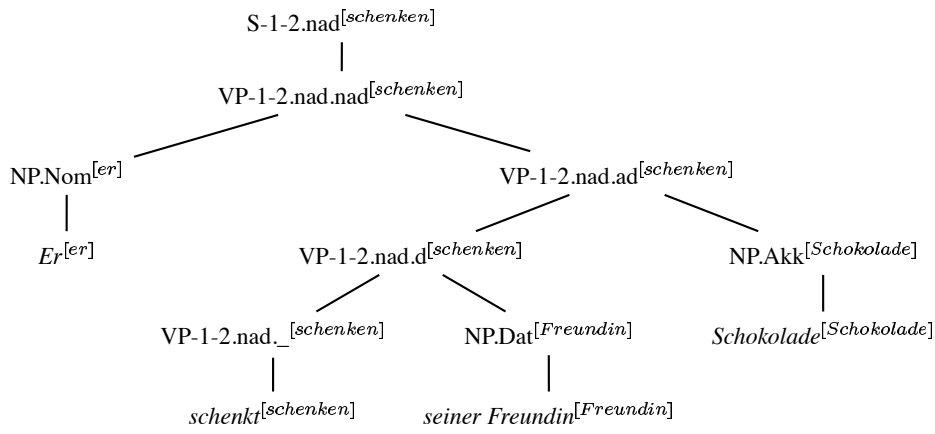 S-1-2.nad[schenken]
VP-1-2.nad.nad[schenken]
NP.Nom[er] VP-1-2.nad.ad[schenken]
Er[er] VP-1-2.nad.d[schenken] NP.Akk[Schokolade]
VP-1-2.nad._[schenken] NP.Dat[Freundin] Schokolade[Schokolade]
schenkt[schenken] seiner Freundin[Freundin]